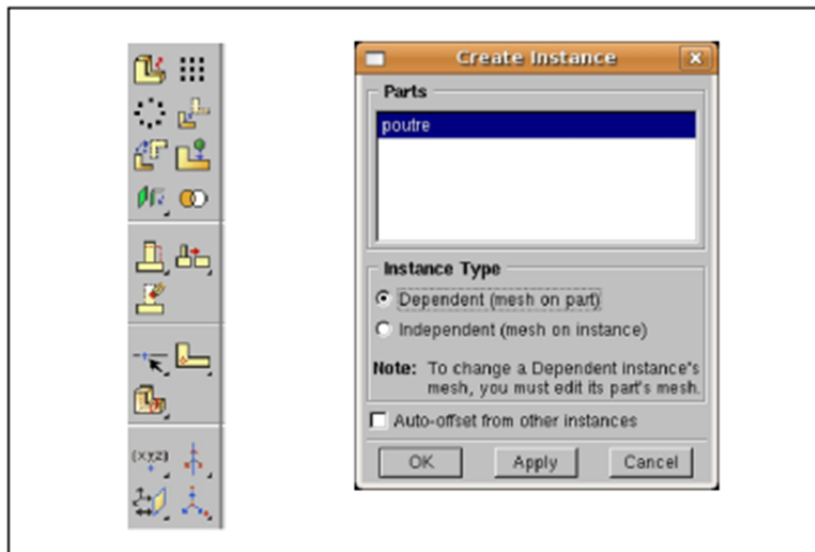 Create Instance
Parts
poutre
Instance Type
Dependent (mesh on part)
Independent (mesh on instance)
Note: To change a Dependent instance's
mesh, you must edit its part's mesh.
Auto-offset from other instances
OK Apply Cancel
(xyz)